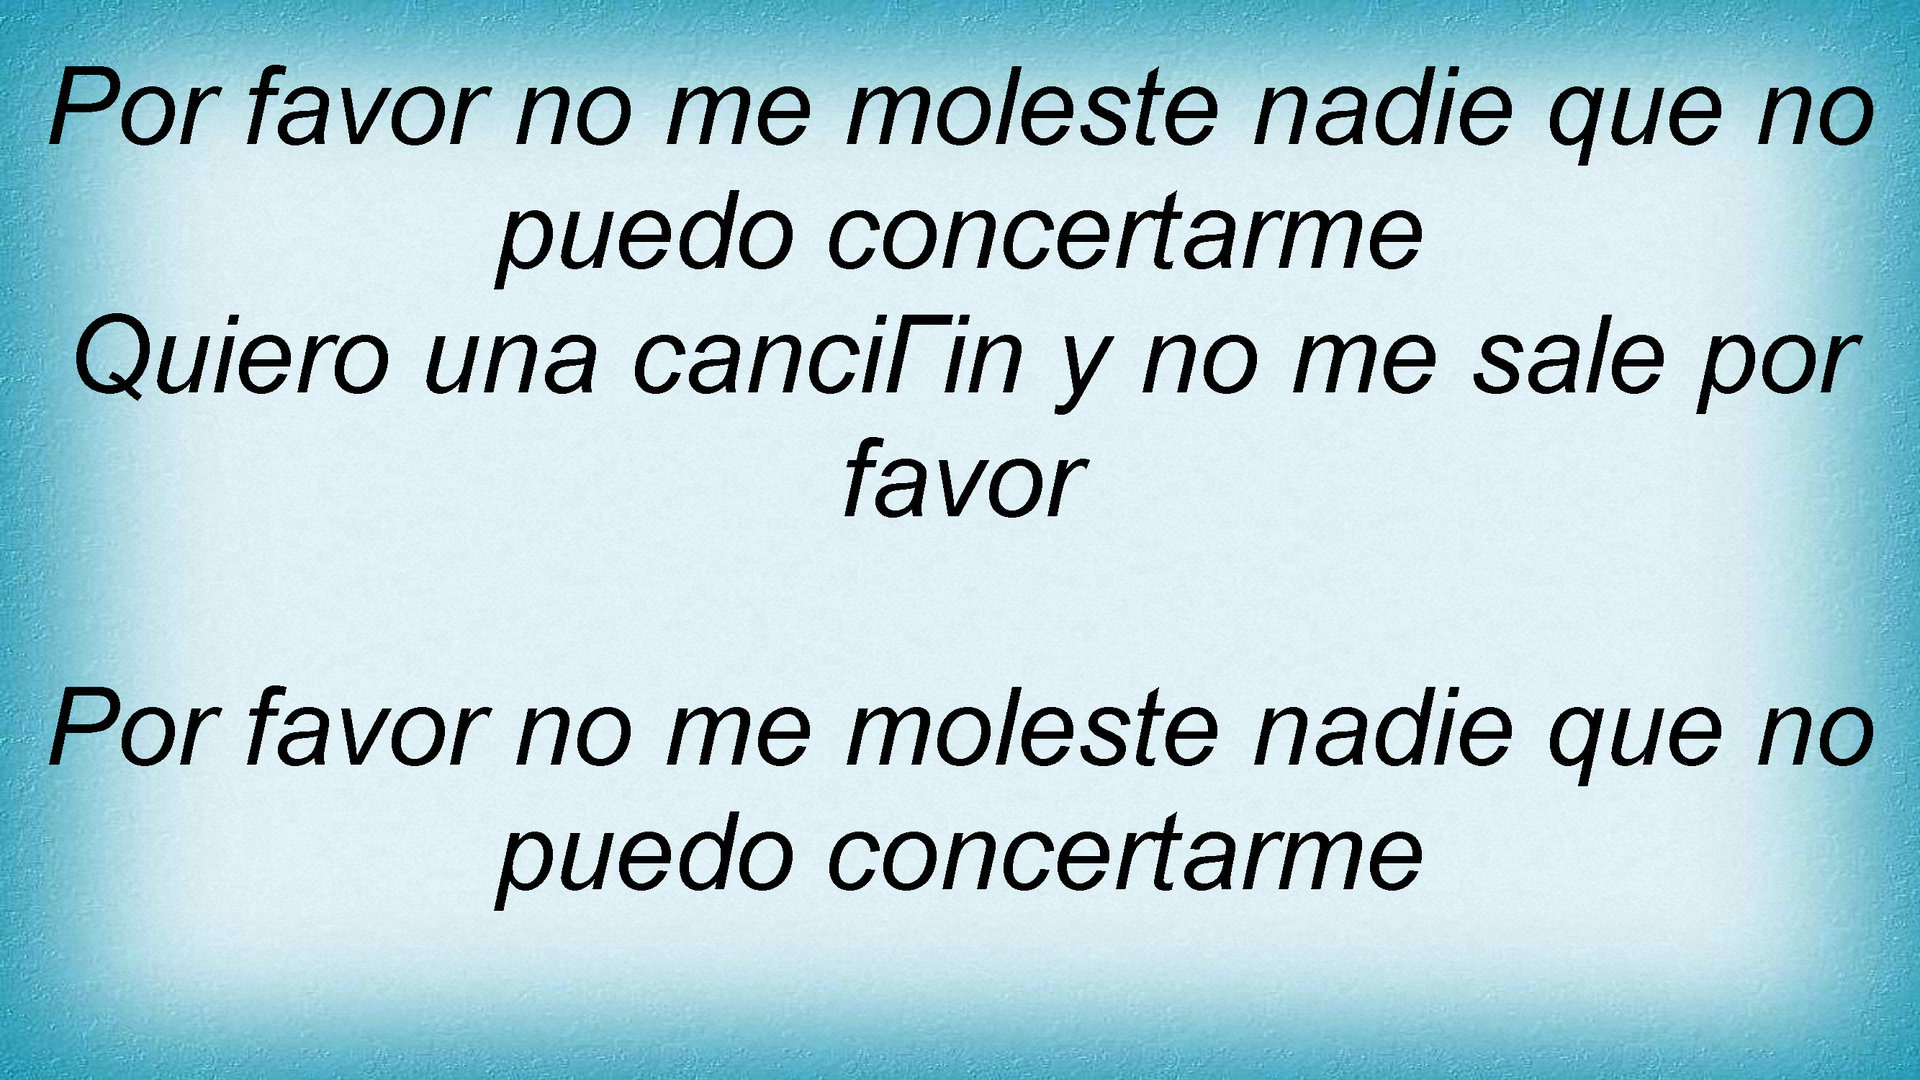 Por favor no me moleste nadie que no
puedo concertarme
Quiero una canciГіn y no me sale por
favor
Por favor no me moleste nadie que no
puedo concertarme